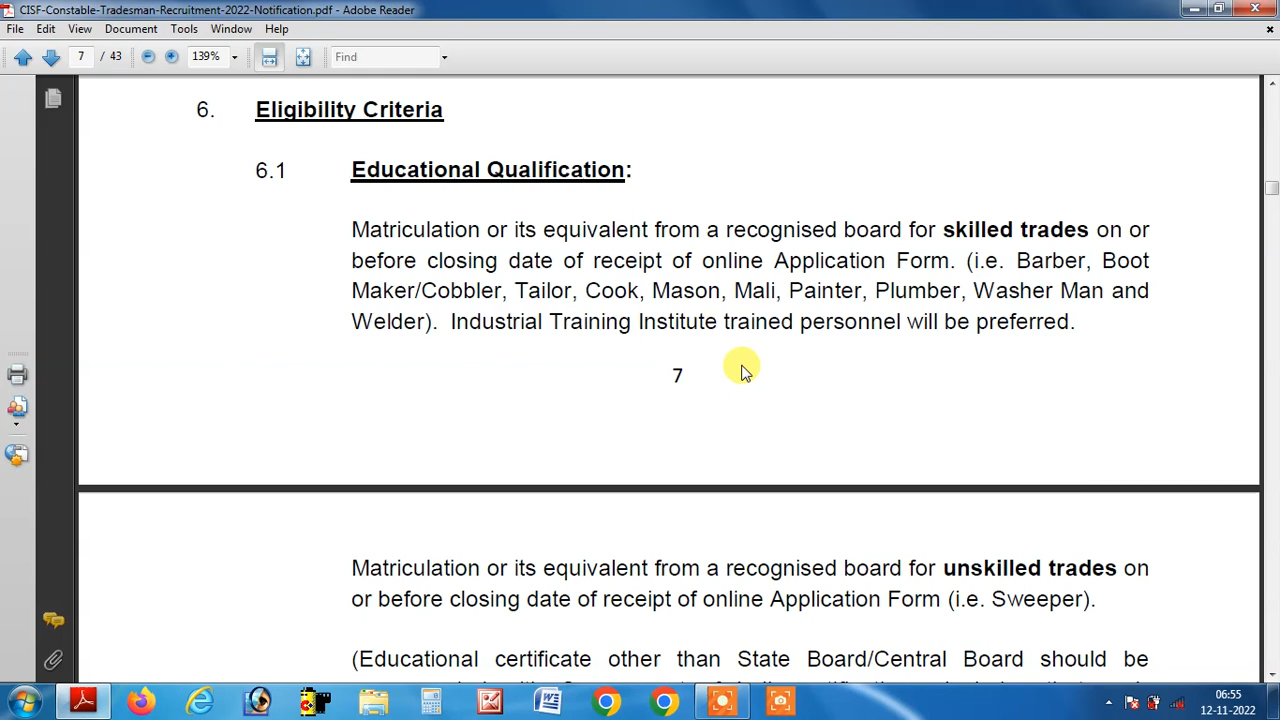 CISF-Constable-Tradesman-Recruitment-2022-Notification.pdf - Adobe Reader
File Edit View Document Tools Window Help
7 / 43 139% Find
6. Eligibility Criteria
6.1 Educational Qualification:
Matriculation or its equivalent from a recognised board for skilled trades on or
before closing date of receipt of online Application Form. (i.e. Barber, Boot
Maker/Cobbler, Tailor, Cook, Mason, Mali, Painter, Plumber, Washer Man and
Welder). Industrial Training Institute trained personnel will be preferred.
7
Matriculation or its equivalent from a recognised board for unskilled trades on
or before closing date of receipt of online Application Form (i.e. Sweeper).
(Educational certificate other than State Board/Central Board should be
06:55
12-11-2022